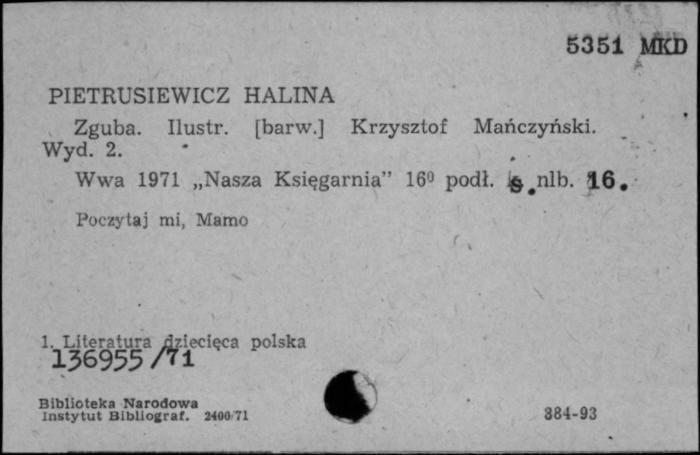 5351 MKD
PIETRUSIEWICZ HALINA
Zguba. Ilustr. [barw.] Krzysztof Mańczyński.
Wyd. 2.
Wwa 1971 „Nasza Księgarnia” 16⁰ podł. s. nlb. 16.
Poczytaj mi, Mamo
1. Literatura dziecięca polska
136955/71
Biblioteka Narodowa
Instytut Bibliograf. 2400/71
384-93